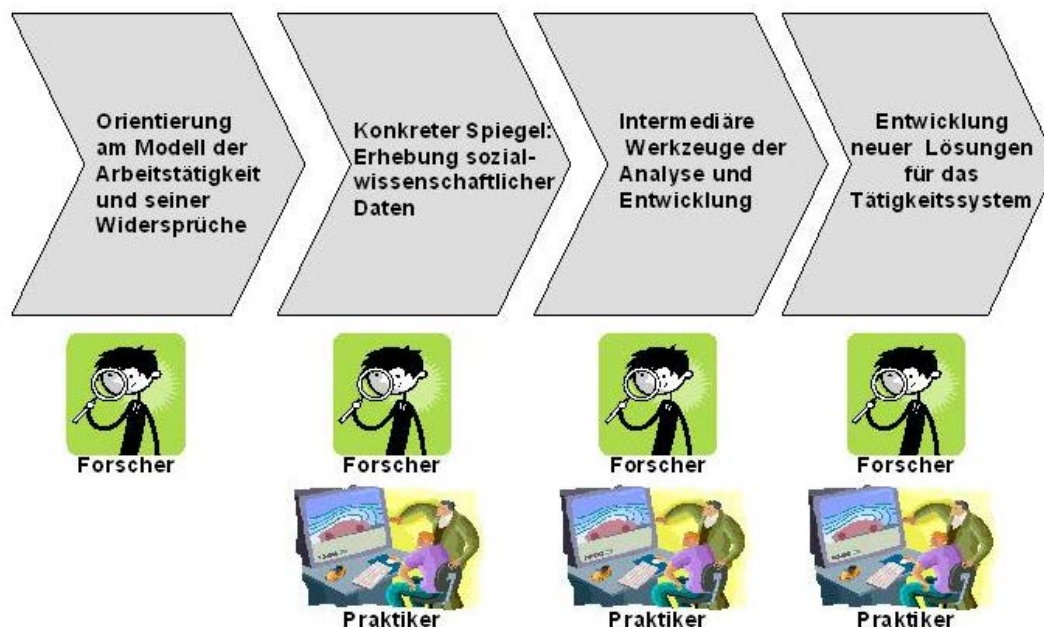 Orientierung
am Modell der
Arbeitstätigkeit
und seiner
Widersprüche
Konkreter Spiegel:
Erhebung sozial-
wissenschaftlicher
Daten
Intermediäre
Werkzeuge der
Analyse und
Entwicklung
Entwicklung
neuer Lösungen
für das
Tätigkeitssystem
Forscher
Forscher
Forscher
Forscher
Praktiker
Praktiker
Praktiker